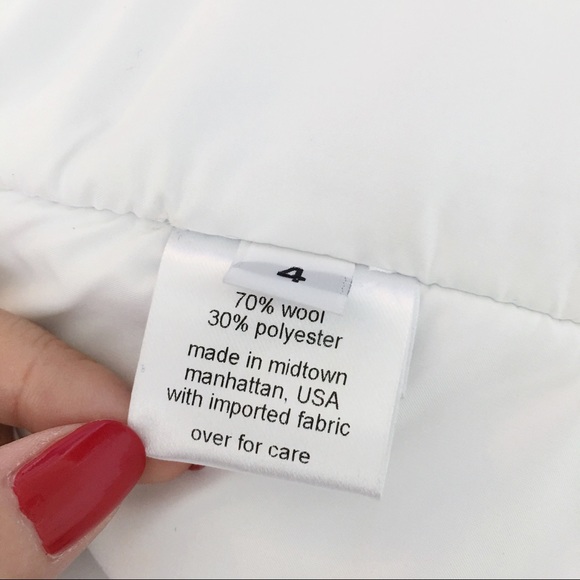 4
70% wool
30% polyester
made in midtown
manhattan, USA
with imported fabric
over for care